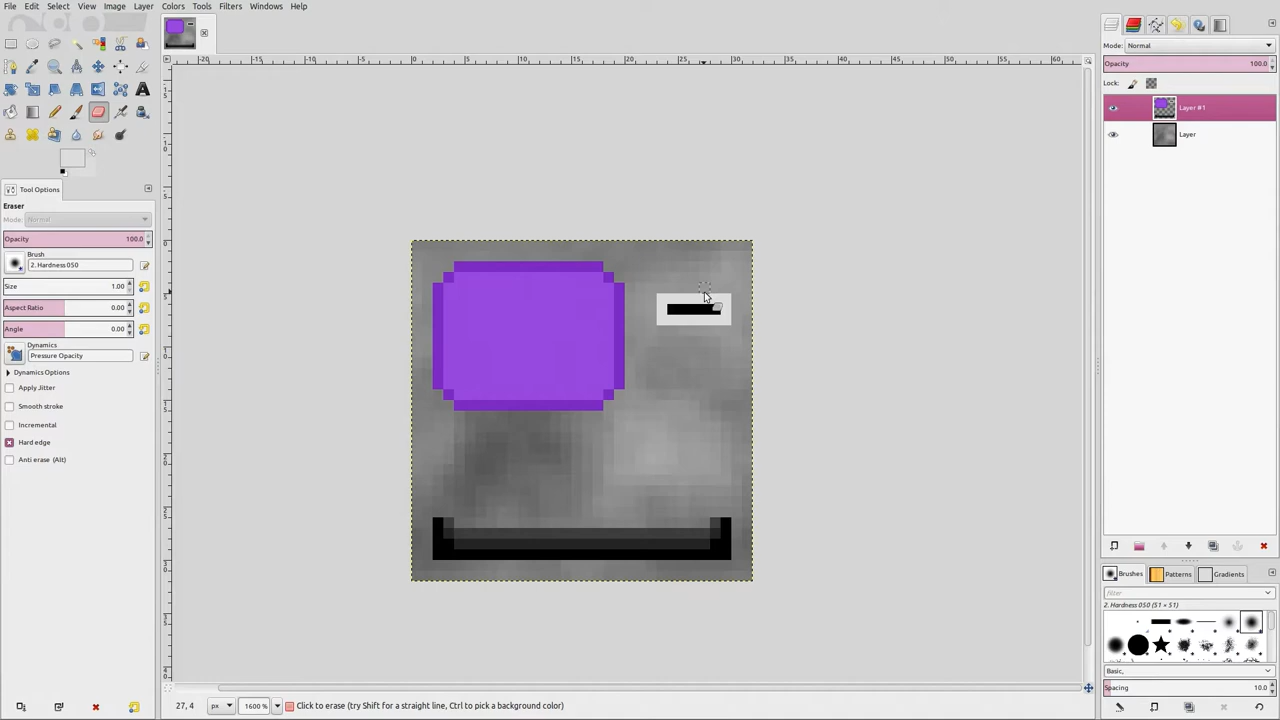 File Edit Select View Image Layer Colors Tools Filters Windows Help
Mode: Normal
Opacity 100.0
Lock:
Layer #1
Layer
Tool Options
Eraser
Mode: Normal
Opacity 100.0
Brush
2. Hardness 050
Size 1.00
Aspect Ratio 0.00
Angle 0.00
Dynamics
Pressure Opacity
Dynamics Options
Apply Jitter
Smooth stroke
Incremental
Hard edge
Anti erase (Alt)
Brushes Patterns Gradients
filter
2. Hardness 050 (51 × 51)
Basic,
Spacing 10.0
27, 4 px 1600 % Click to erase (try Shift for a straight line, Ctrl to pick a background color)